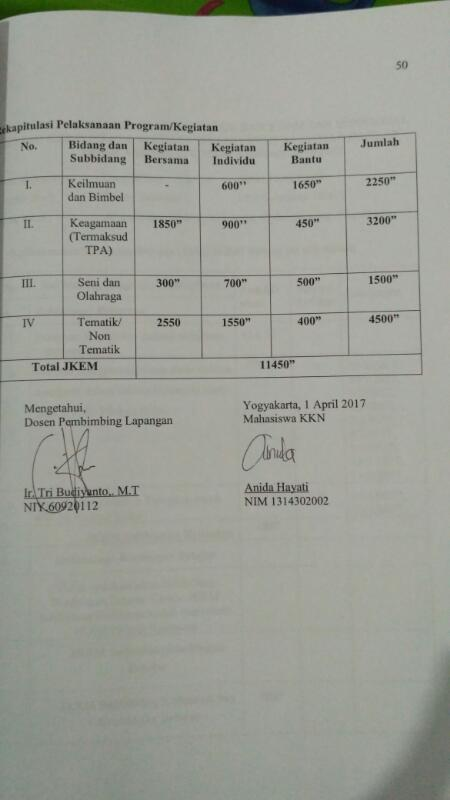 50
ekapitulasi Pelaksanaan Program/Kegiatan
No. Bidang dan Subbidang Kegiatan Bersama Kegiatan Individu Kegiatan Bantu Jumlah
I. Keilmuan dan Bimbel - 600” 1650” 2250”
II. Keagamaan (Termaksud TPA) 1850” 900” 450” 3200”
III. Seni dan Olahraga 300” 700” 500” 1500”
IV Tematik/ Non Tematik 2550 1550” 400” 4500”
Total JKEM 11450”
Mengetahui,
Dosen Pembimbing Lapangan
Ir. Tri Budiyanto,. M.T
NIY.60920112
Yogyakarta, 1 April 2017
Mahasiswa KKN
Anida
Anida Hayati
NIM 1314302002